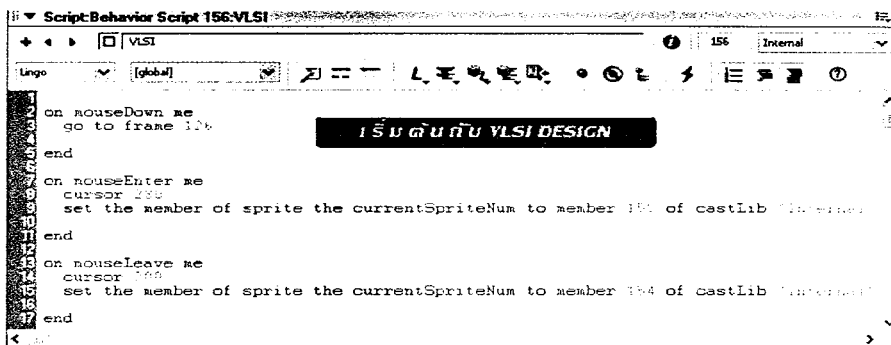 Script:Behavior Script 156:VLSI
VLSI 156 Internal
Lingo [global]
on mouseDown me
go to frame 126
เริ่มต้นกับ VLSI DESIGN
end
on mouseEnter me
cursor 280
set the member of sprite the currentSpriteNum to member of castLib
end
on mouseLeave me
cursor
set the member of sprite the currentSpriteNum to member 154 of castLib
end